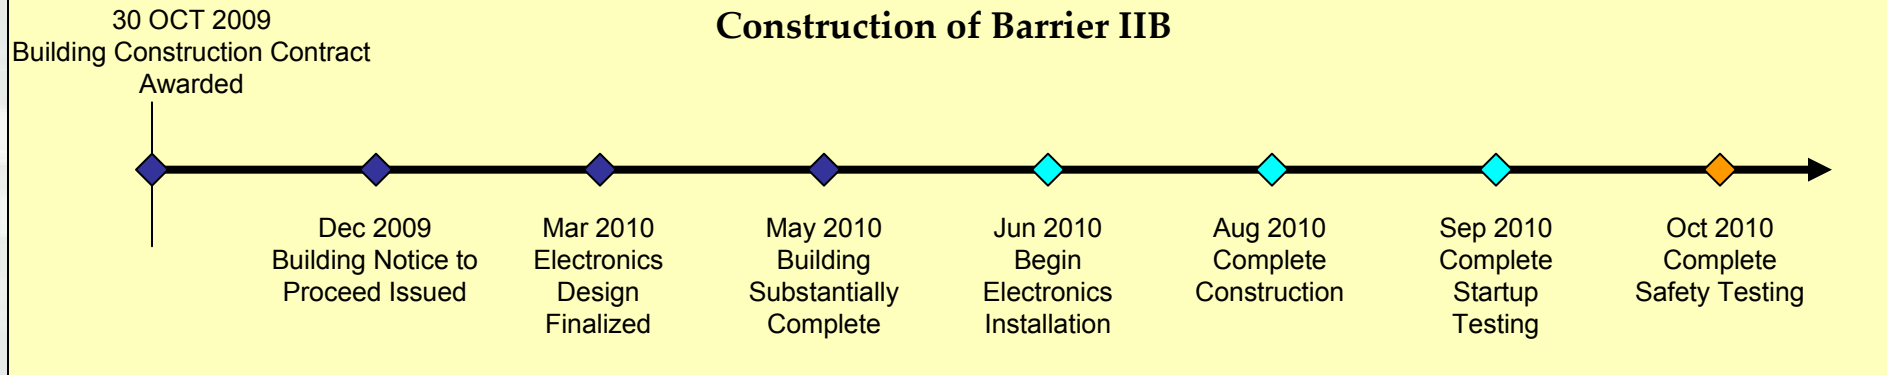 30 OCT 2009
Building Construction Contract
Awarded
Construction of Barrier IIB
Dec 2009
Building Notice to
Proceed Issued
Mar 2010
Electronics
Design
Finalized
May 2010
Building
Substantially
Complete
Jun 2010
Begin
Electronics
Installation
Aug 2010
Complete
Construction
Sep 2010
Complete
Startup
Testing
Oct 2010
Complete
Safety Testing